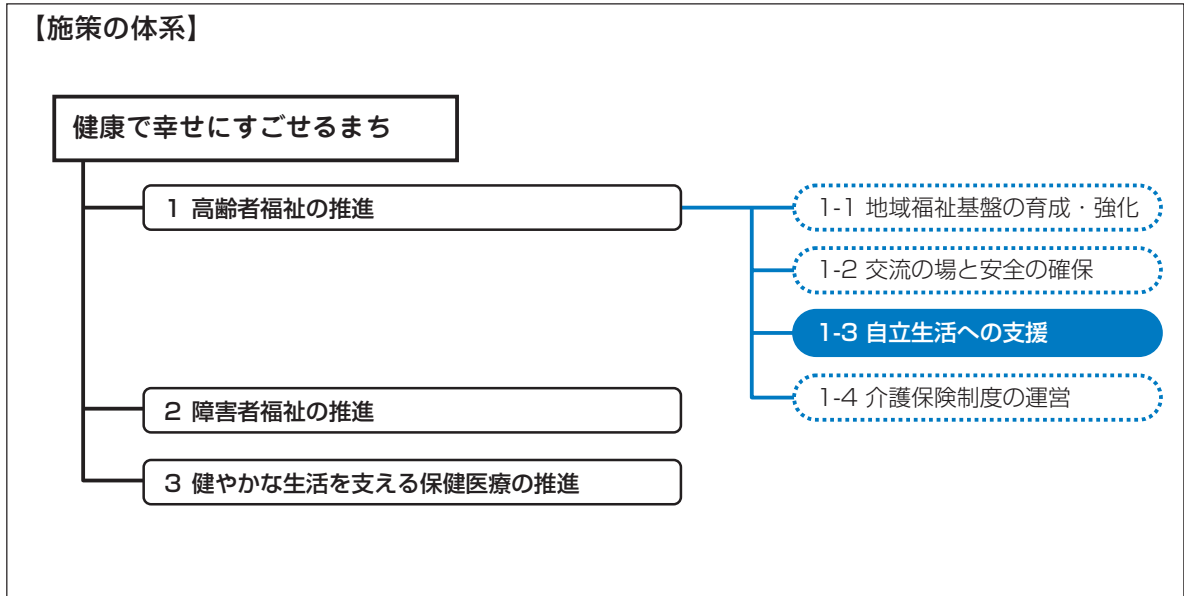 【施策の体系】
健康で幸せにすごせるまち
1 高齢者福祉の推進
1-1 地域福祉基盤の育成・強化
1-2 交流の場と安全の確保
1-3 自立生活への支援
1-4 介護保険制度の運営
2 障害者福祉の推進
3 健やかな生活を支える保健医療の推進